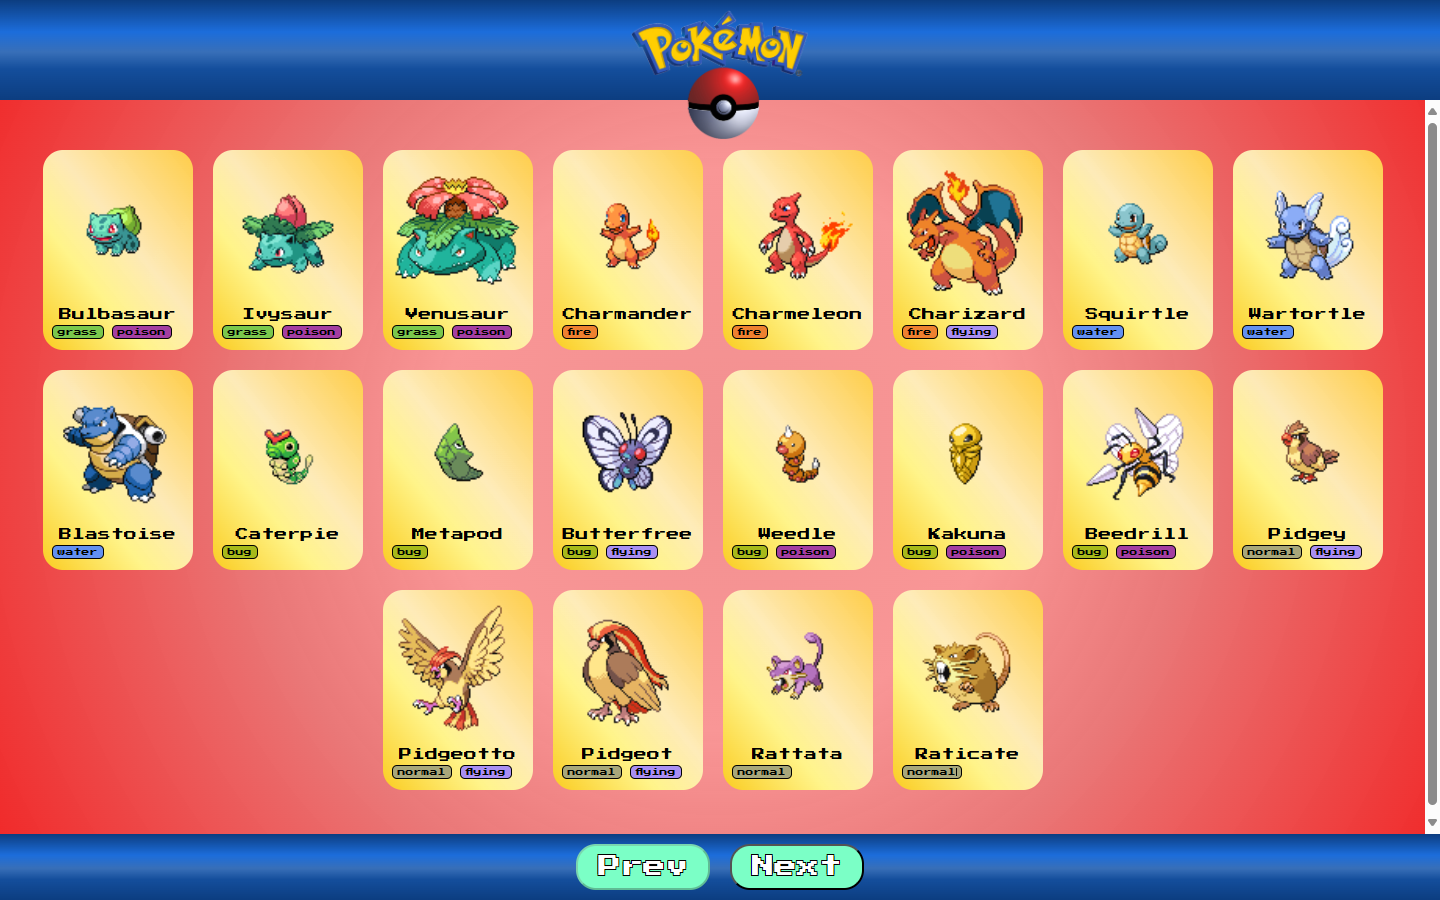 POKéMON
Bulbasaur
grass poison
Ivysaur
grass poison
Venusaur
grass poison
Charmander
fire
Charmeleon
fire
Charizard
fire flying
Squirtle
water
Wartortle
water
Blastoise
water
Caterpie
bug
Metapod
bug
Butterfree
bug flying
Weedle
bug poison
Kakuna
bug poison
Beedrill
bug poison
Pidgey
normal flying
Pidgeotto
normal flying
Pidgeot
normal flying
Rattata
normal
Raticate
normal
Prev
Next